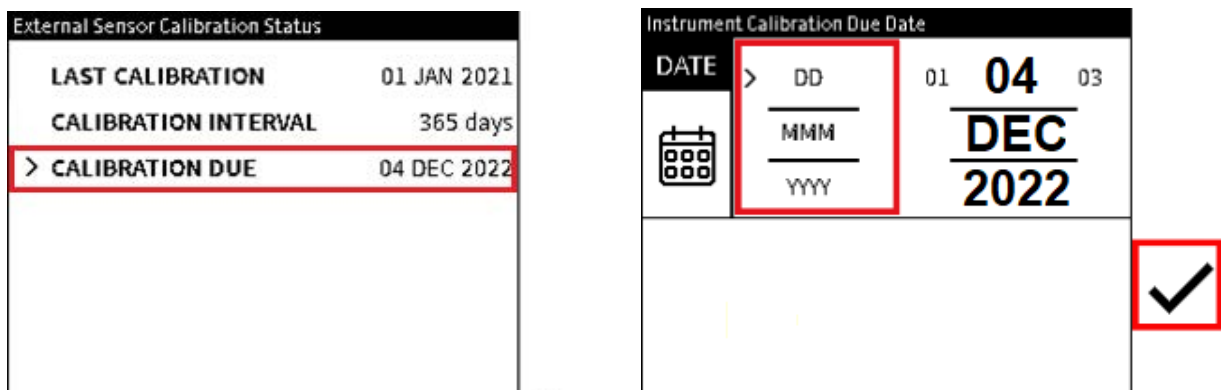 External Sensor Calibration Status
LAST CALIBRATION 01 JAN 2021
CALIBRATION INTERVAL 365 days
> CALIBRATION DUE 04 DEC 2022
Instrument Calibration Due Date
DATE > DD 01 04 03
MMM DEC
YYYY 2022